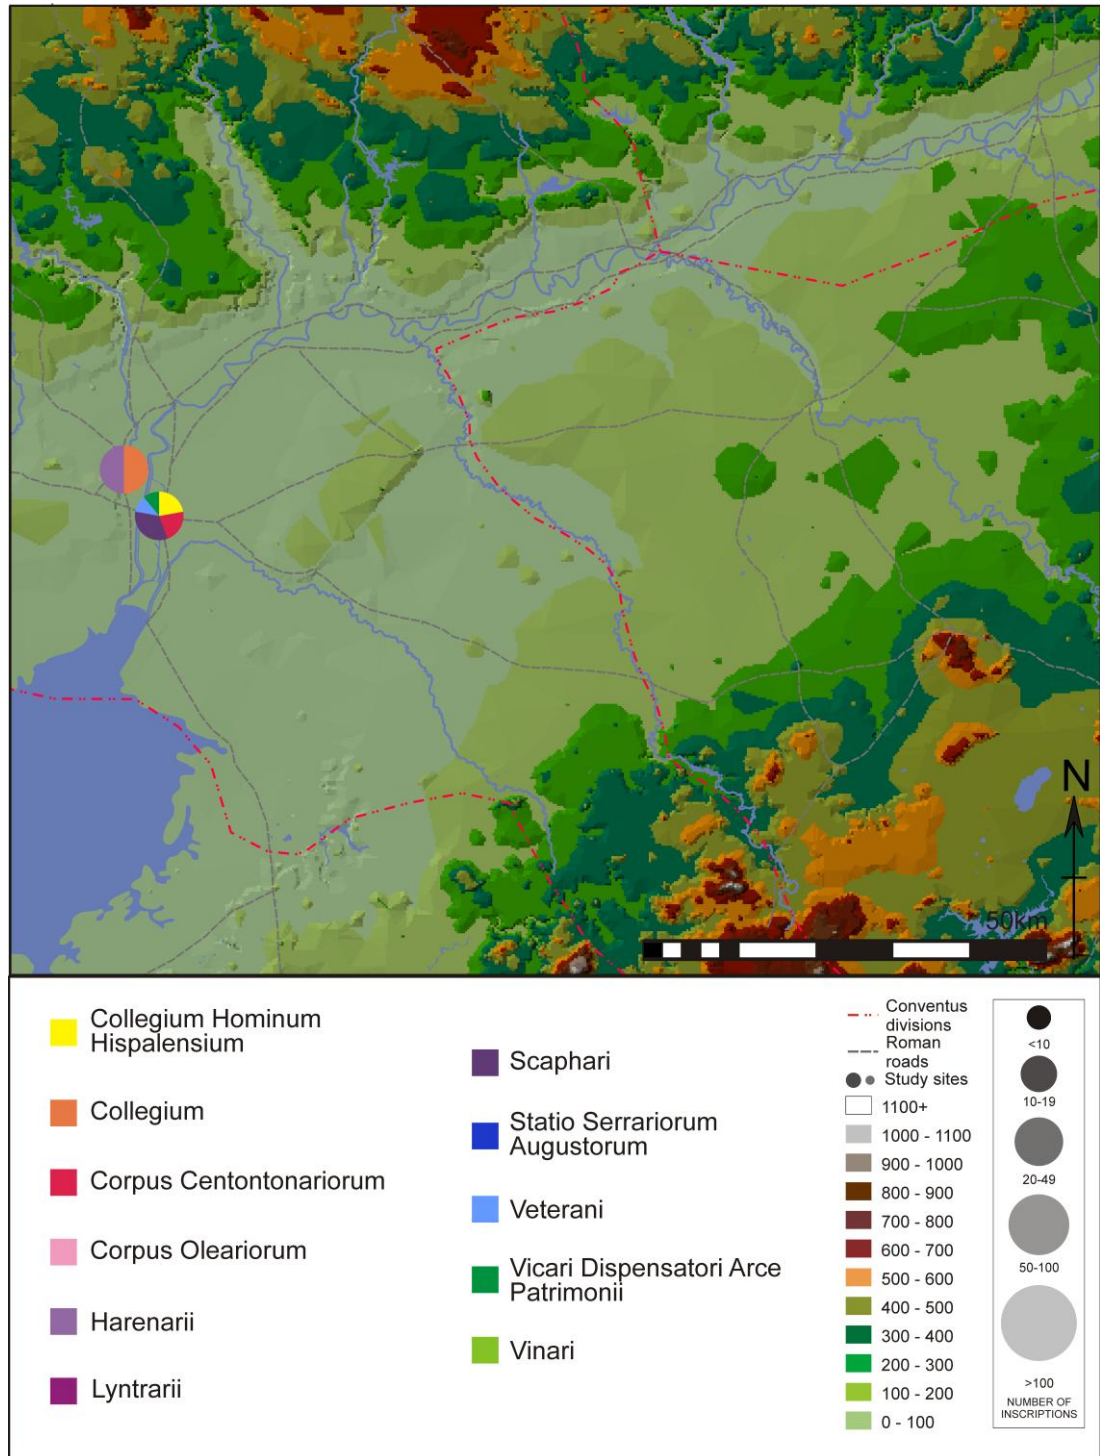 N
50km
Collegium Hominum
Hispalensium
Collegium
Corpus Centontonariorum
Corpus Oleariorum
Harenarii
Lyntrarii
Scaphari
Statio Serrariorum
Augustorum
Veterani
Vicari Dispensatori Arce
Patrimonii
Vinari
Conventus
divisions
Roman
roads
Study sites
1100+
1000 - 1100
900 - 1000
800 - 900
700 - 800
600 - 700
500 - 600
400 - 500
300 - 400
200 - 300
100 - 200
0 - 100
<10
10-19
20-49
50-100
>100
NUMBER OF
INSCRIPTIONS